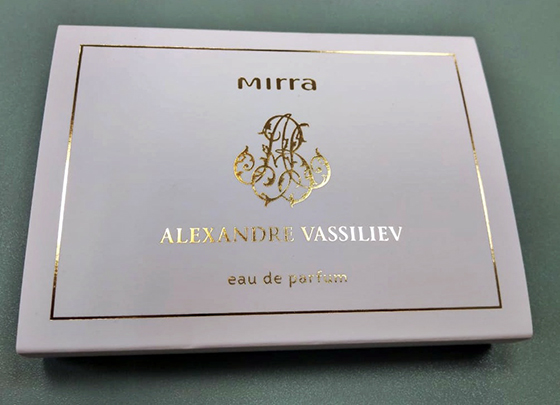 mirra
ALEXANDRE VASSILIEV
eau de parfum